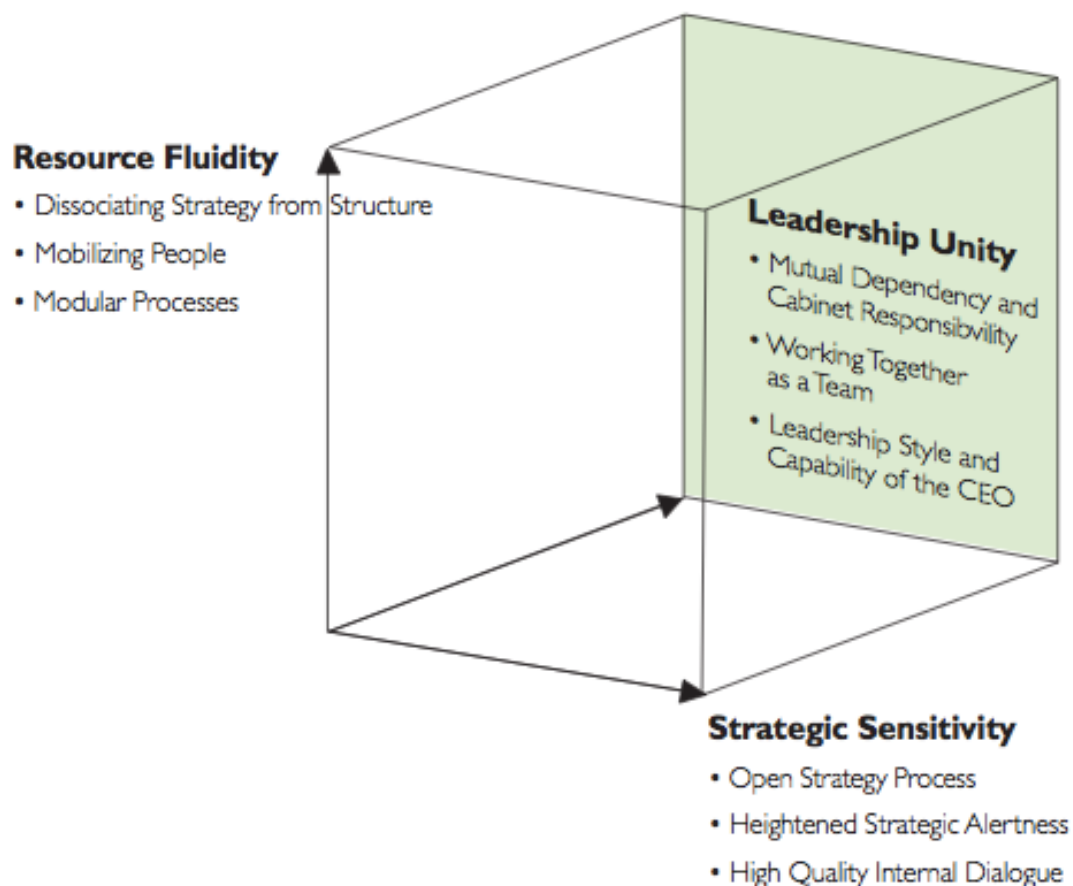 Resource Fluidity
• Dissociating Strategy from Structure
• Mobilizing People
• Modular Processes
Leadership Unity
• Mutual Dependency and
Cabinet Responsibvility
• Working Together
as a Team
• Leadership Style and
Capability of the CEO
Strategic Sensitivity
• Open Strategy Process
• Heightened Strategic Alertness
• High Quality Internal Dialogue